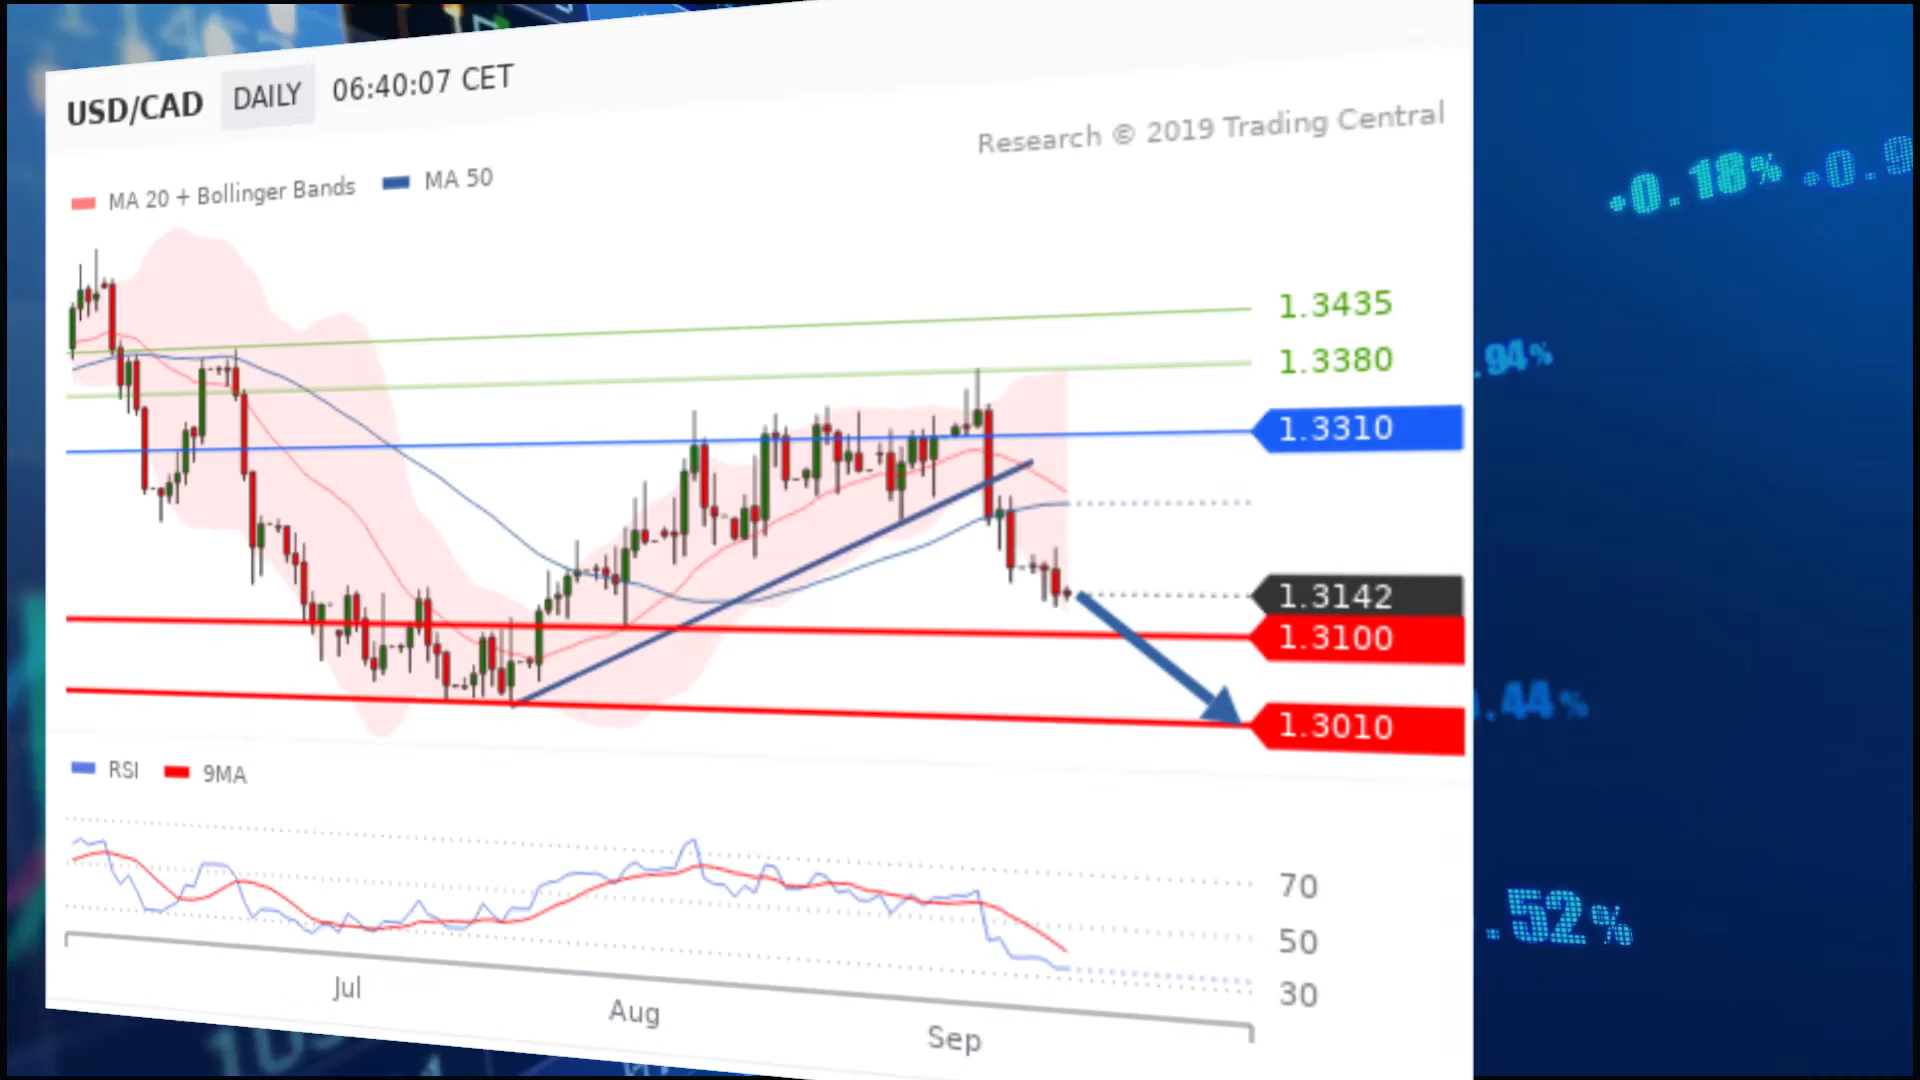 USD/CAD DAILY 06:40:07 CET
Research © 2019 Trading Central
MA 20 + Bollinger Bands MA 50
+0.18%
1.3435
.94%
1.3380
1.3310
1.3142
1.3100
.44%
1.3010
RSI 9MA
70
.52%
50
30
Jul
Aug
Sep